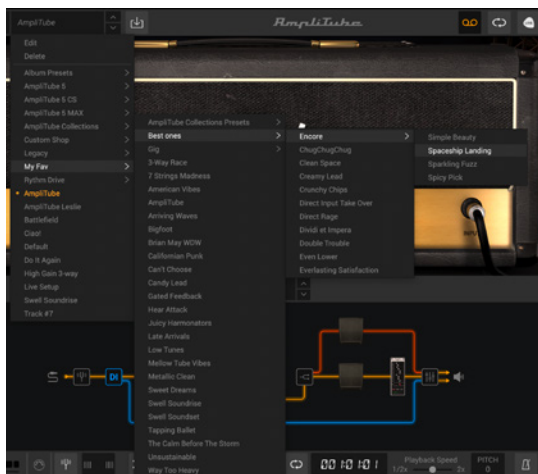 AmpliTube
AmpliTube
Edit
Delete
Album Presets
AmpliTube 5
AmpliTube 5 CS
AmpliTube 5 MAX
AmpliTube Collections
Custom Shop
Legacy
My Fav
Rythm Drive
AmpliTube
AmpliTube Leslie
Battlefield
Ciao!
Default
Do It Again
High Gain 3-way
Live Setup
Swell Soundrise
Track #7
AmpliTube Collections Presets
Best ones
Gig
3-Way Race
7 Strings Madness
American Vibes
AmpliTube
Arriving Waves
Bigfoot
Brian May WDW
Californian Punk
Can't Choose
Candy Lead
Gated Feedback
Hear Attack
Juicy Harmonators
Late Arrivals
Low Tunes
Mellow Tube Vibes
Metallic Clean
Sweet Dreams
Swell Soundrise
Swell Soundset
Tapping Ballet
The Calm Before The Storm
Unsustainable
Way Too Heavy
Encore
ChugChugChug
Clean Space
Creamy Lead
Crunchy Chips
Direct Input Take Over
Direct Rage
Dividi et Impera
Double Trouble
Even Lower
Everlasting Satisfaction
Simple Beauty
Spaceship Landing
Sparkling Fuzz
Spicy Pick
INPUT
DI
Playback Speed
1/2x
PITCH
0